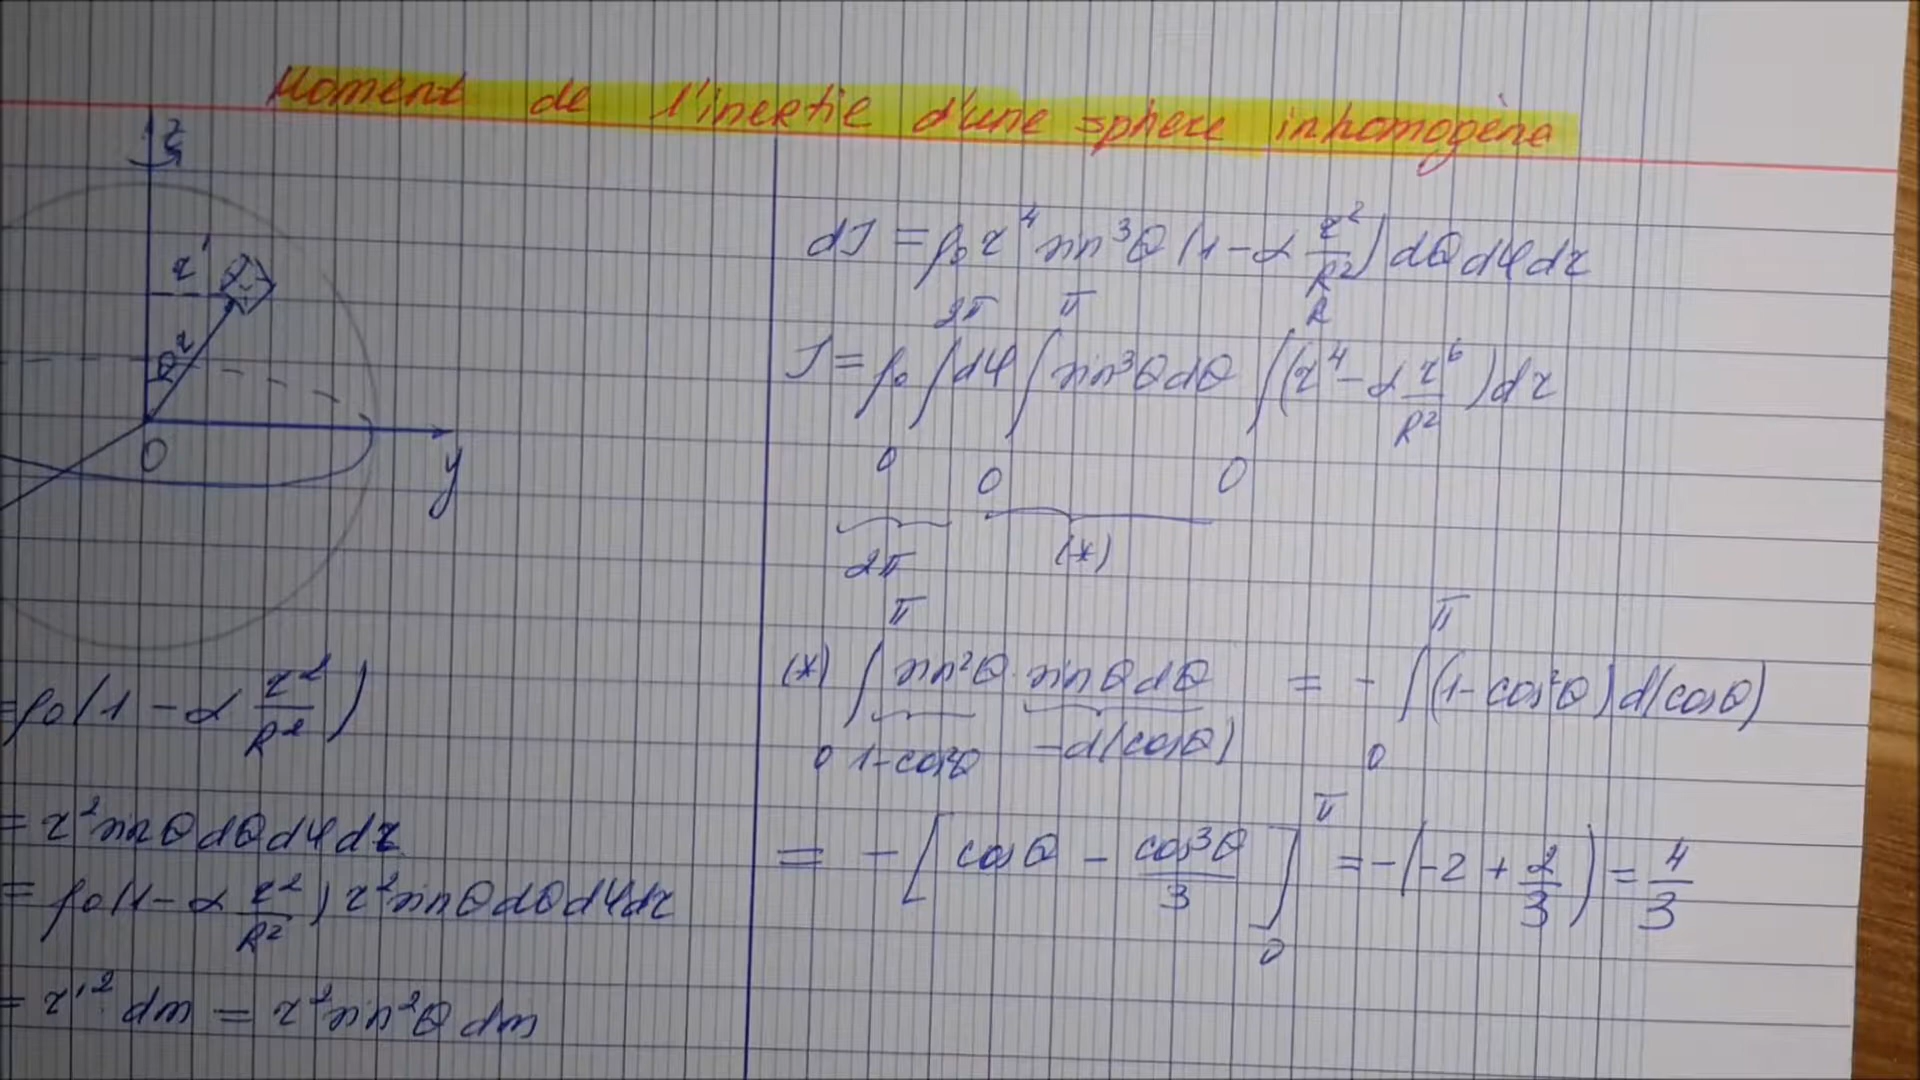 Moment de l'inertie d'une sphere inhomogène
z
r'
θ r
O
y
=ρ0(1 - α r²/R²)
= r² sinθ dθ dφ dr
= ρ0(1 - α r²/R²) r² sinθ dθ dφ dr
= r'² dm = r² sin²θ dm
dJ = ρ0 r⁴ sin³θ (1 - α r²/R²) dθ dφ dr
J = ρ0 ∫₀^2π dφ ∫₀^π sin³θ dθ ∫₀^R (r⁴ - α r⁶/R²) dr
2π (*)
(*) ∫₀^π sin²θ · sinθ dθ = - ∫₀^π (1 - cos²θ) d(cosθ)
1-cos²θ -d(cosθ)
= - [cosθ - cos³θ/3]₀^π = -(-2 + 2/3) = 4/3